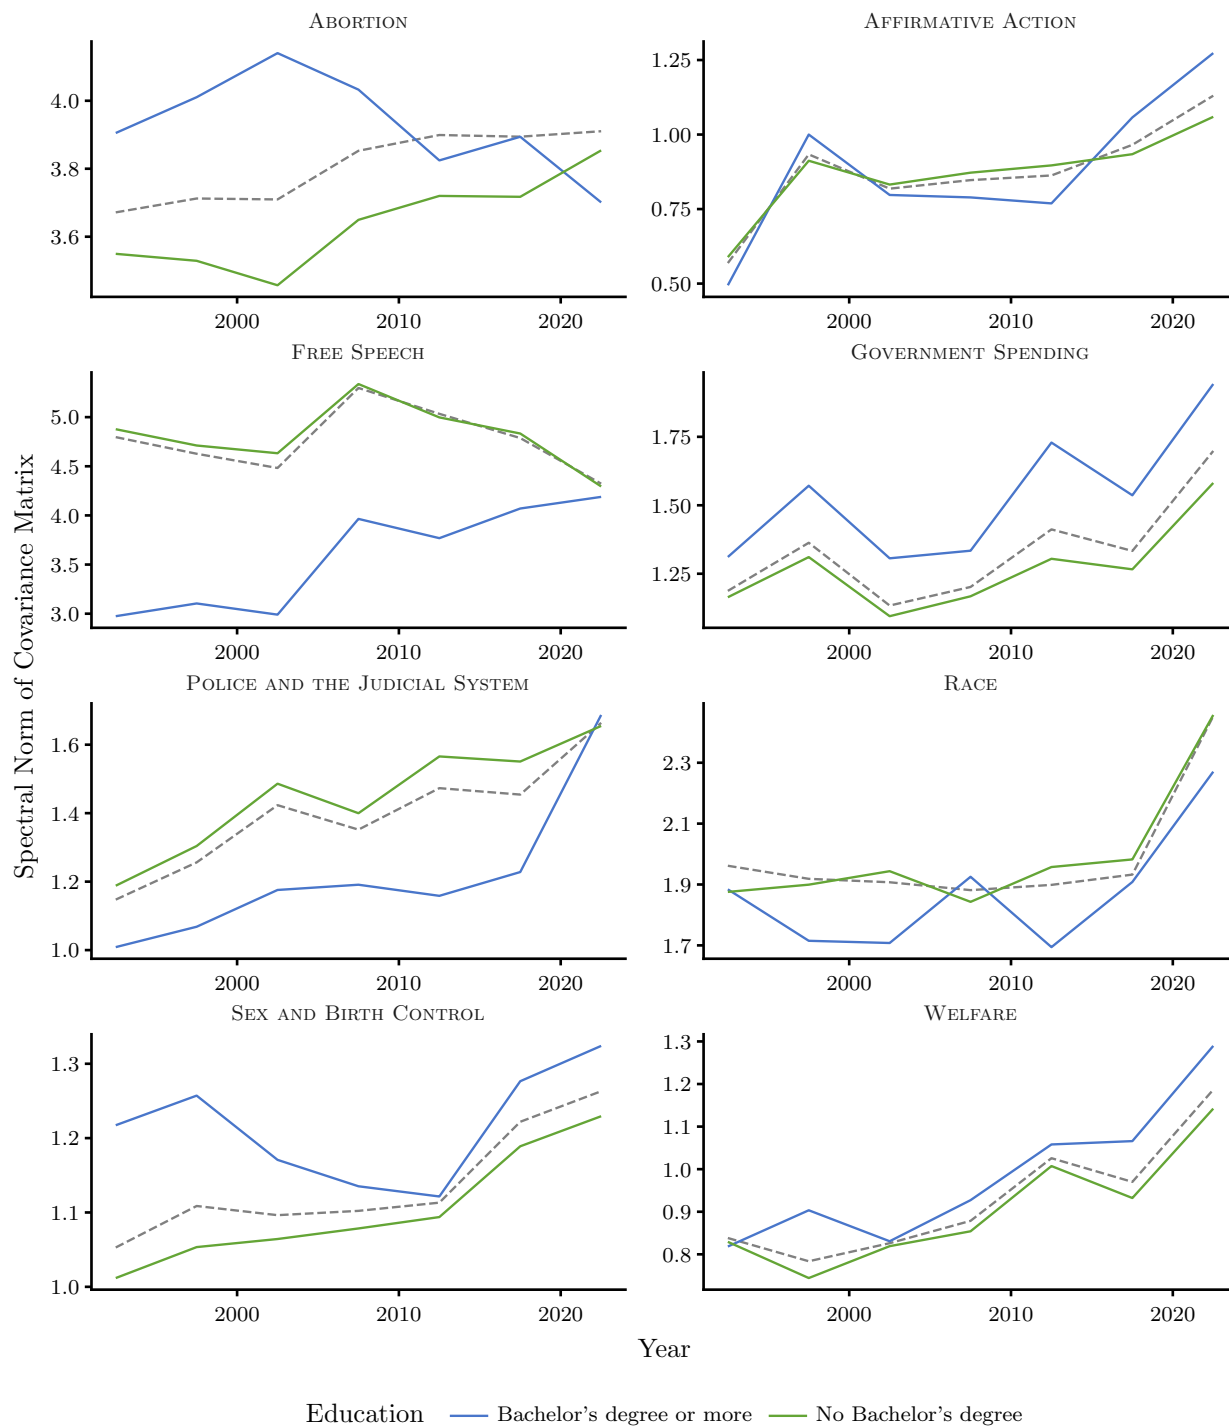 ABORTION
4.0
3.8
3.6
2000 2010 2020
AFFIRMATIVE ACTION
1.25
1.00
0.75
0.50
2000 2010 2020
FREE SPEECH
5.0
4.5
4.0
3.5
3.0
2000 2010 2020
GOVERNMENT SPENDING
1.75
1.50
1.25
2000 2010 2020
POLICE AND THE JUDICIAL SYSTEM
1.6
1.4
1.2
1.0
2000 2010 2020
RACE
2.3
2.1
1.9
1.7
2000 2010 2020
SEX AND BIRTH CONTROL
1.3
1.2
1.1
1.0
2000 2010 2020
WELFARE
1.3
1.2
1.1
1.0
0.9
0.8
2000 2010 2020
Spectral Norm of Covariance Matrix
Year
Education Bachelor's degree or more No Bachelor's degree